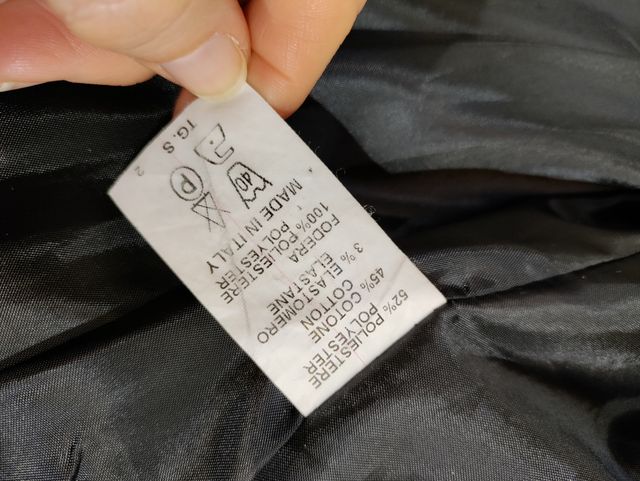 52% POLIESTERE
POLYESTER
45% COTONE
COTTON
3% ELASTOMERO
ELASTANE
FODERA
100% POLIESTERE
POLYESTER
MADE IN ITALY
40
P
TG. S
2